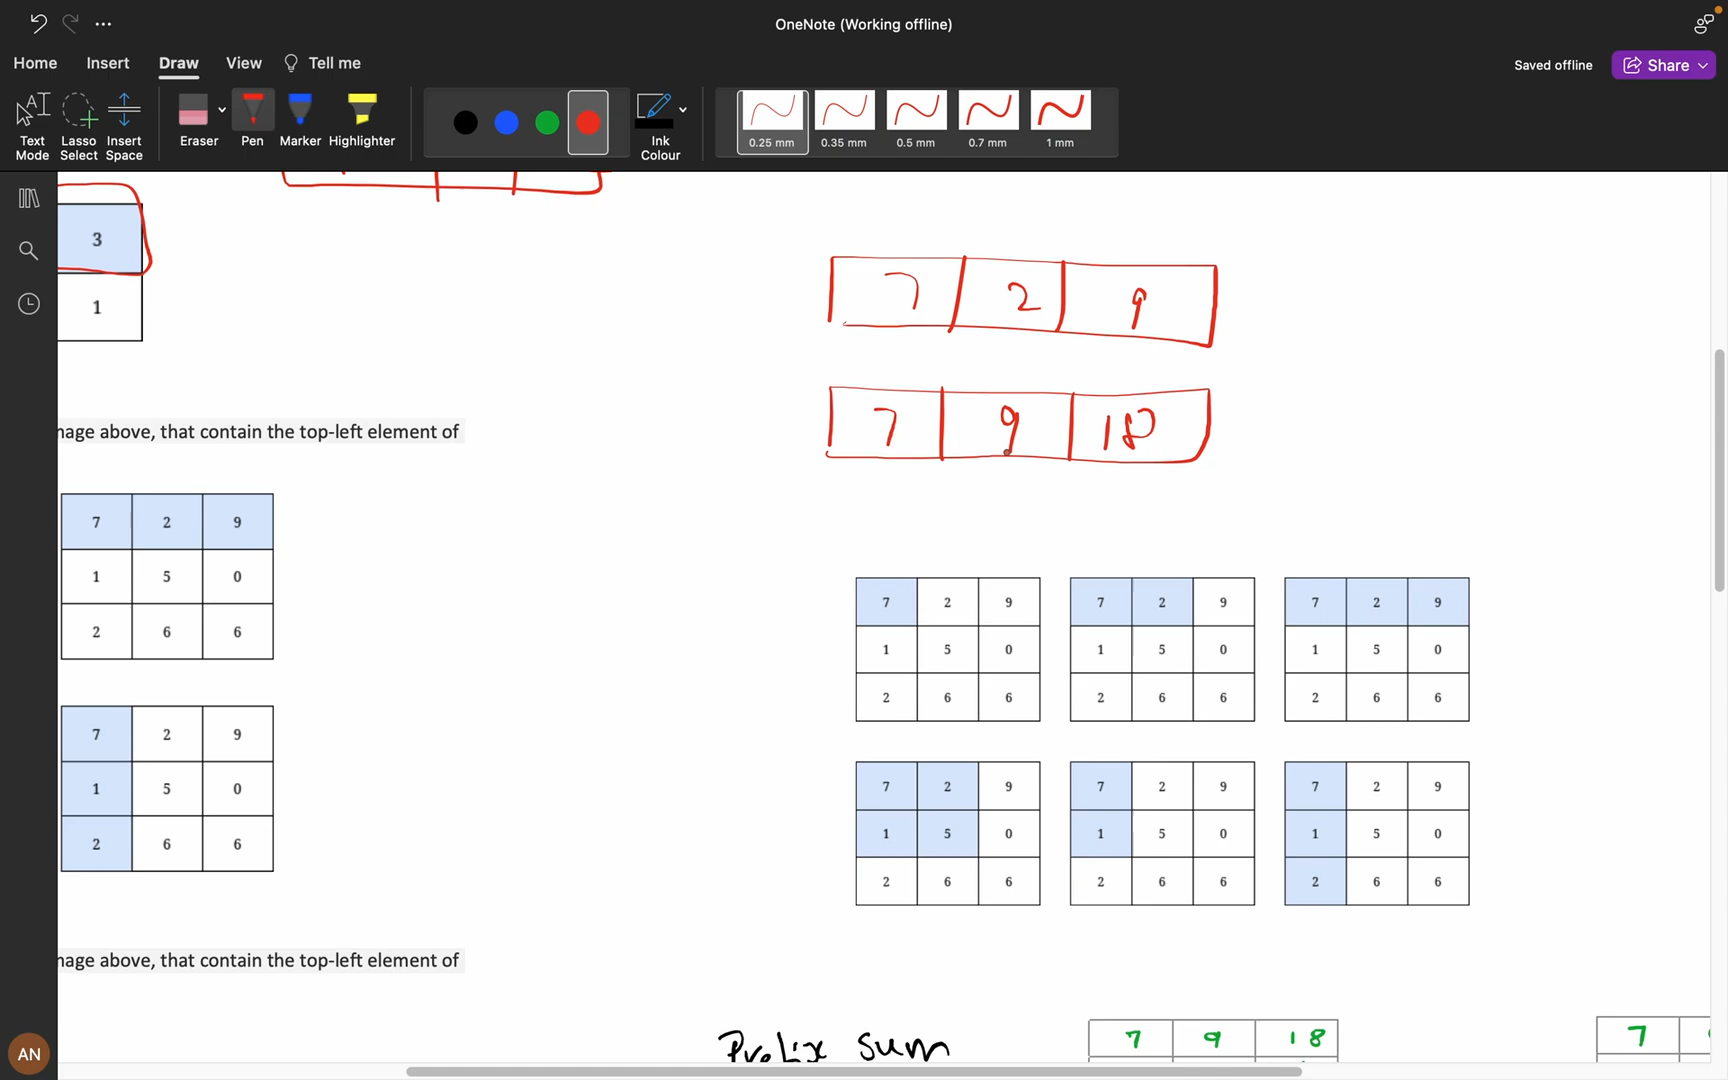 OneNote (Working offline)
Home Insert Draw View Tell me
Saved offline Share
Text Mode
Lasso Select
Insert Space
Eraser
Pen
Marker
Highlighter
Ink Colour
0.25 mm 0.35 mm 0.5 mm 0.7 mm 1 mm
3
1
7 2 9
7 9 18
mage above, that contain the top-left element of
7 2 9
1 5 0
2 6 6
7 2 9
1 5 0
2 6 6
7 2 9 7 2 9 7 2 9
1 5 0 1 5 0 1 5 0
2 6 6 2 6 6 2 6 6
7 2 9 7 2 9 7 2 9
1 5 0 1 5 0 1 5 0
2 6 6 2 6 6 2 6 6
mage above, that contain the top-left element of
Prefix sum
7 9 18
7
AN